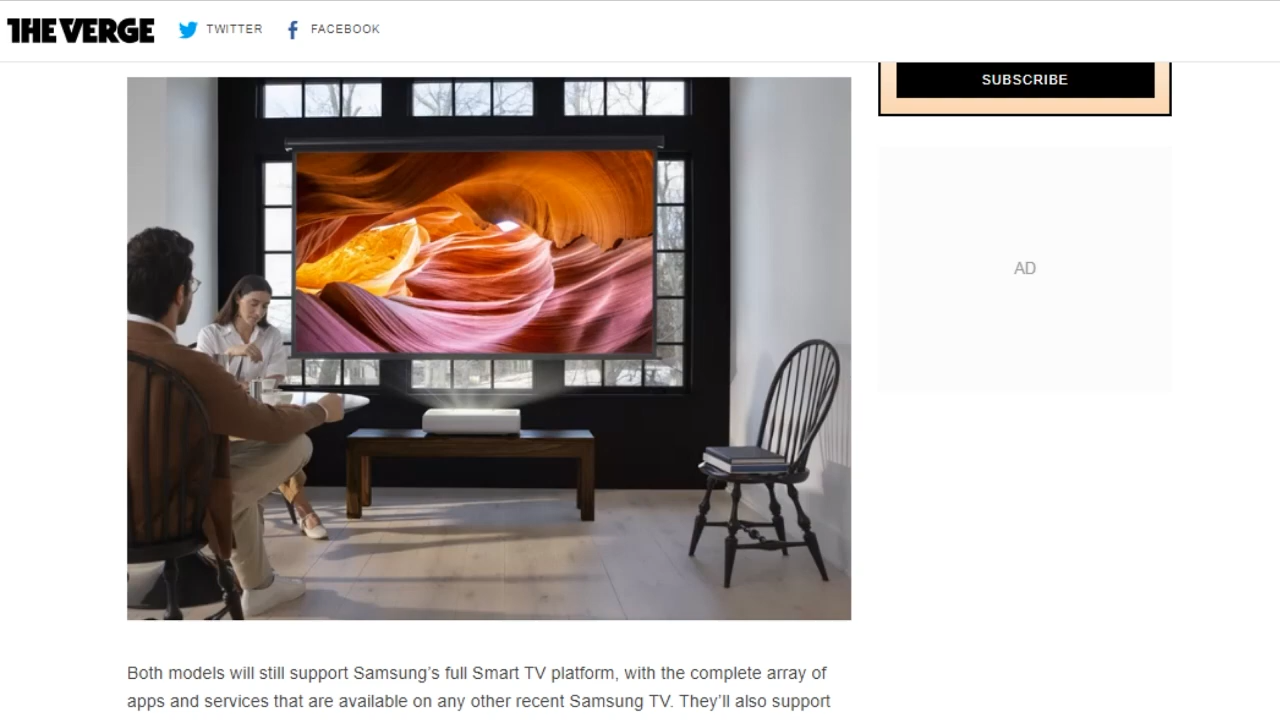 THE VERGE
TWITTER
FACEBOOK
SUBSCRIBE
AD
Both models will still support Samsung’s full Smart TV platform, with the complete array of
apps and services that are available on any other recent Samsung TV. They’ll also support